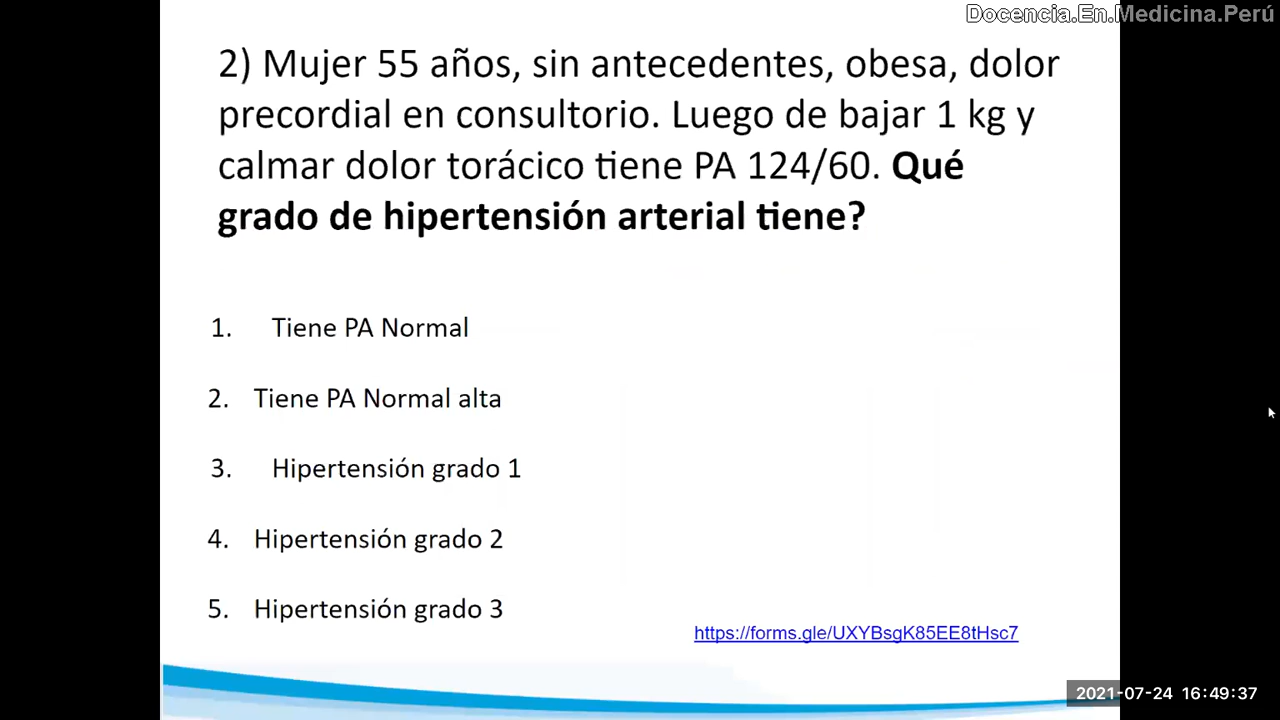 Docencia.En.Medicina.Perú
2) Mujer 55 años, sin antecedentes, obesa, dolor
precordial en consultorio. Luego de bajar 1 kg y
calmar dolor torácico tiene PA 124/60. Qué
grado de hipertensión arterial tiene?
1. Tiene PA Normal
2. Tiene PA Normal alta
3. Hipertensión grado 1
4. Hipertensión grado 2
5. Hipertensión grado 3
https://forms.gle/UXYBsgK85EE8tHsc7
2021-07-24 16:49:37